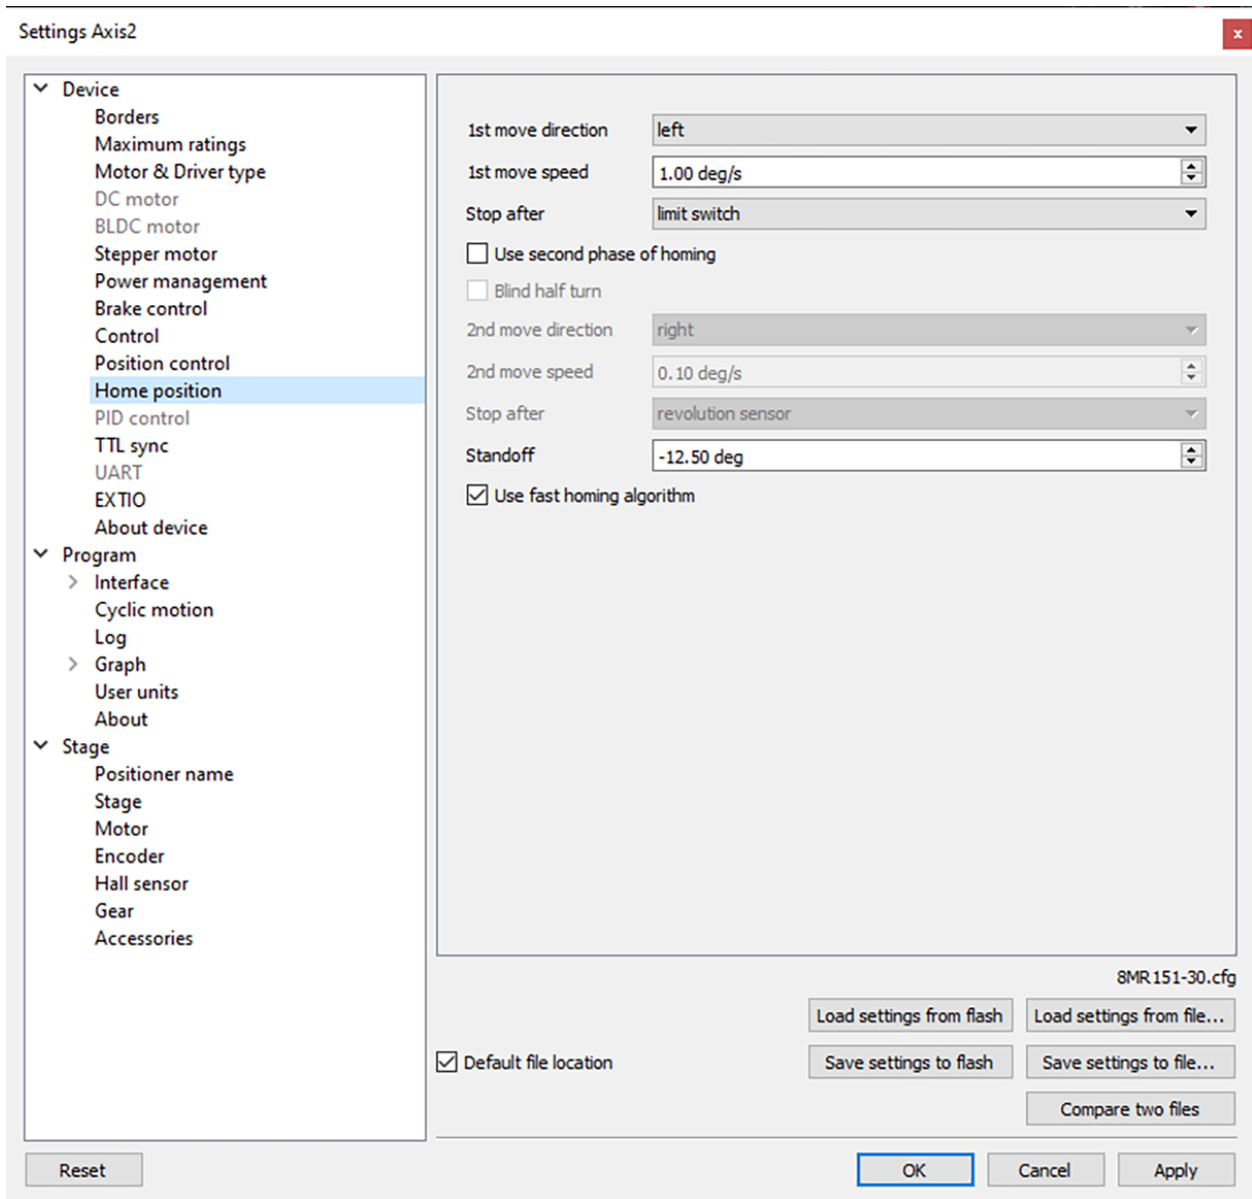 Settings Axis2
x
Device
Borders
Maximum ratings
Motor & Driver type
DC motor
BLDC motor
Stepper motor
Power management
Brake control
Control
Position control
Home position
PID control
TTL sync
UART
EXTIO
About device
Program
Interface
Cyclic motion
Log
Graph
User units
About
Stage
Positioner name
Stage
Motor
Encoder
Hall sensor
Gear
Accessories
1st move direction left
1st move speed 1.00 deg/s
Stop after limit switch
Use second phase of homing
Blind half turn
2nd move direction right
2nd move speed 0.10 deg/s
Stop after revolution sensor
Standoff -12.50 deg
Use fast homing algorithm
8MR151-30.cfg
Load settings from flash Load settings from file...
Default file location Save settings to flash Save settings to file...
Compare two files
Reset OK Cancel Apply